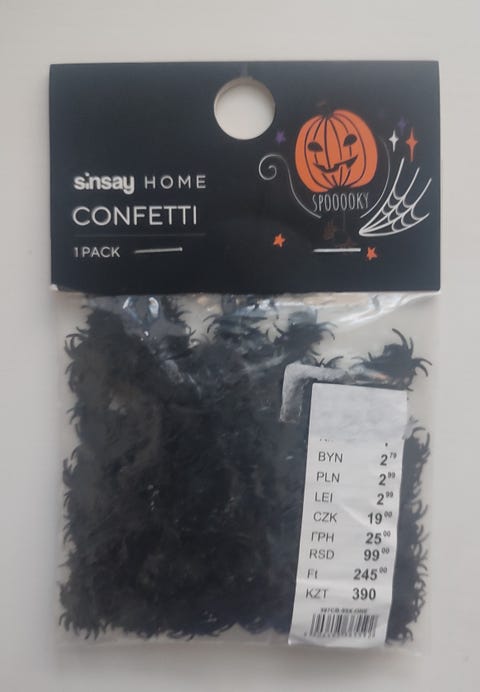 sinsay HOME
CONFETTI
1 PACK
SPOOOOKY
BYN 2 79
PLN 2 99
LEI 2 99
CZK 19 00
ГРН 25 00
RSD 99 00
Ft 245 00
KZT 390